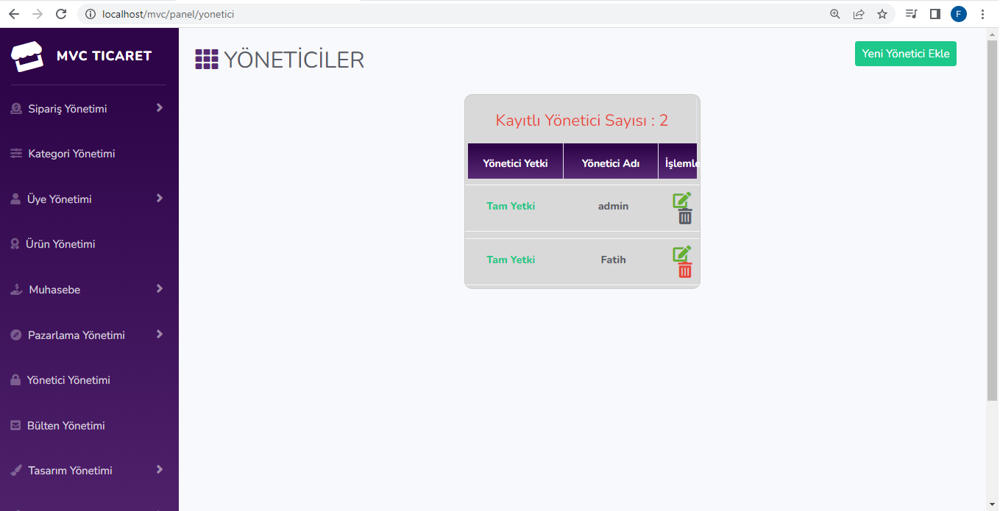 localhost/mvc/panel/yonetici
F
MVC TICARET
YÖNETİCİLER
Yeni Yönetici Ekle
Sipariş Yönetimi
Kategori Yönetimi
Üye Yönetimi
Ürün Yönetimi
Muhasebe
Pazarlama Yönetimi
Yönetici Yönetimi
Bülten Yönetimi
Tasarım Yönetimi
Kayıtlı Yönetici Sayısı : 2
Yönetici Yetki Yönetici Adı İşlemle
Tam Yetki admin
Tam Yetki Fatih